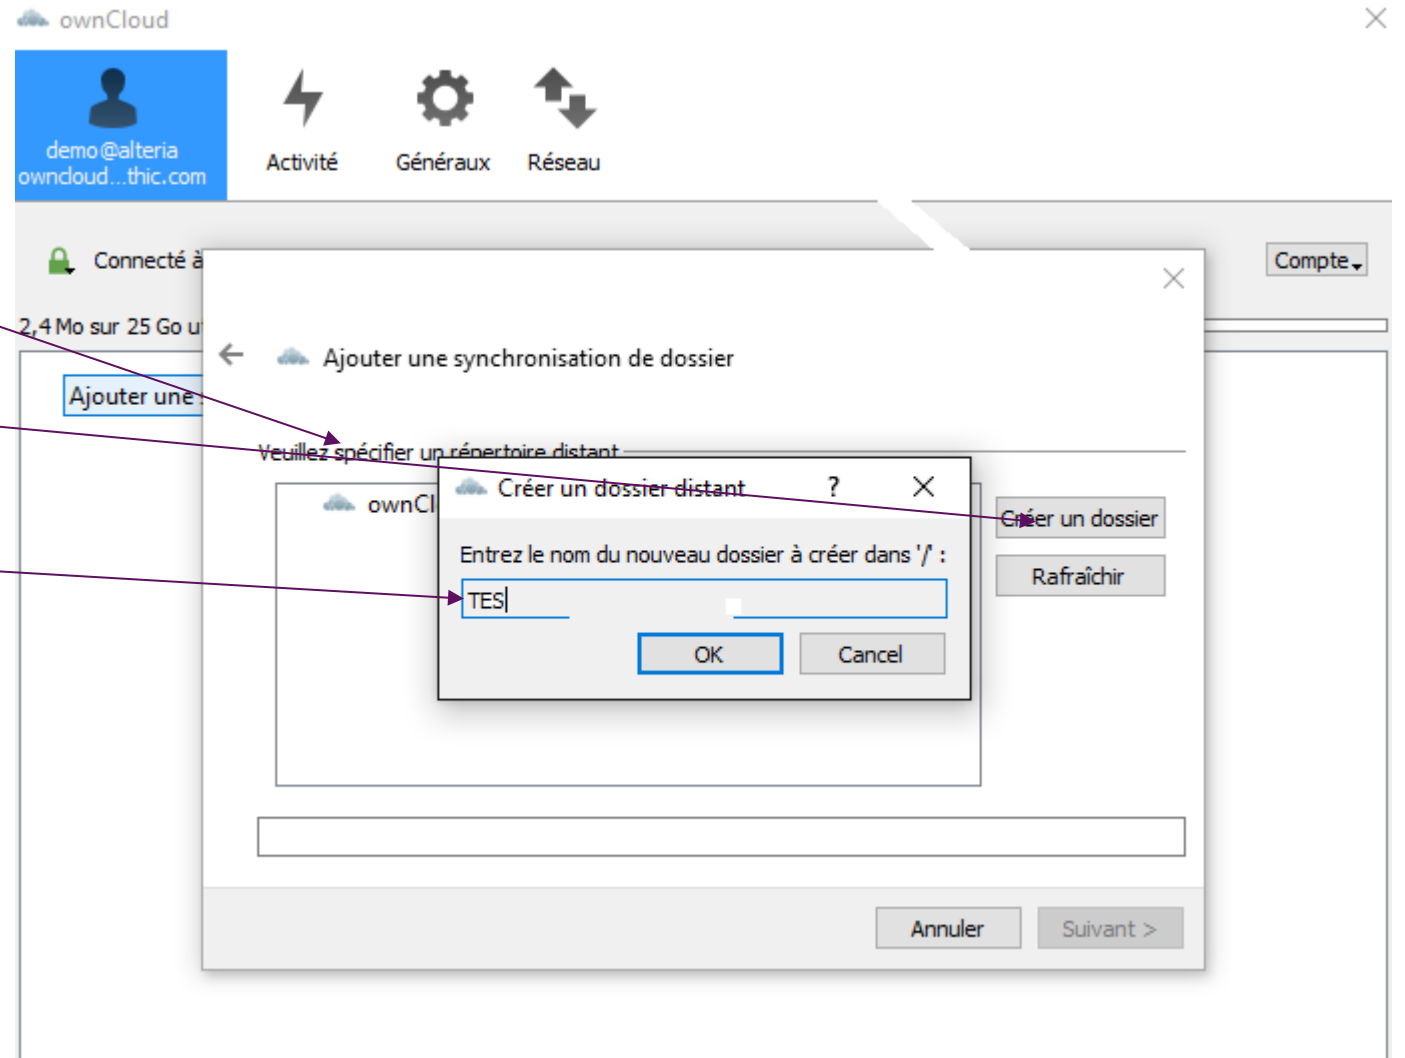 ownCloud
demo@alteria
owncloud...thic.com
Activité
Généraux
Réseau
Connecté à
Compte
2,4 Mo sur 25 Go u
Ajouter une synchronisation de dossier
Ajouter une
Veuillez spécifier un répertoire distant
ownCl
Créer un dossier distant ?
Créer un dossier
Entrez le nom du nouveau dossier à créer dans '/' :
Rafraîchir
TES
OK
Cancel
Annuler
Suivant >